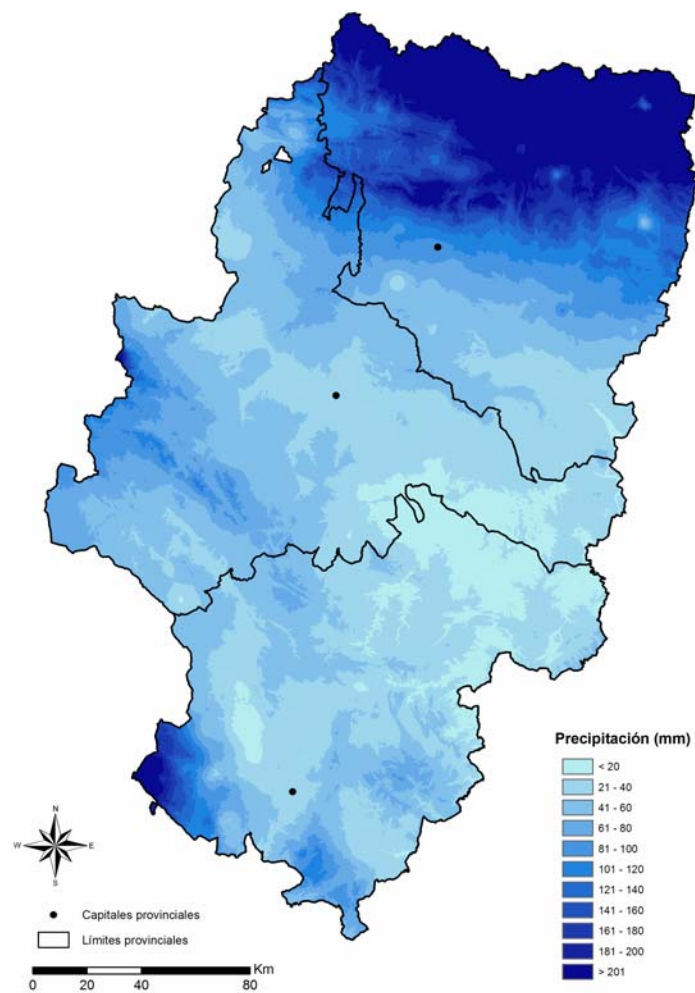 Precipitación (mm)
< 20
21 - 40
41 - 60
61 - 80
81 - 100
101 - 120
121 - 140
141 - 160
161 - 180
181 - 200
> 201
N
W
E
S
Capitales provinciales
Límites provinciales
Km
0 20 40 80